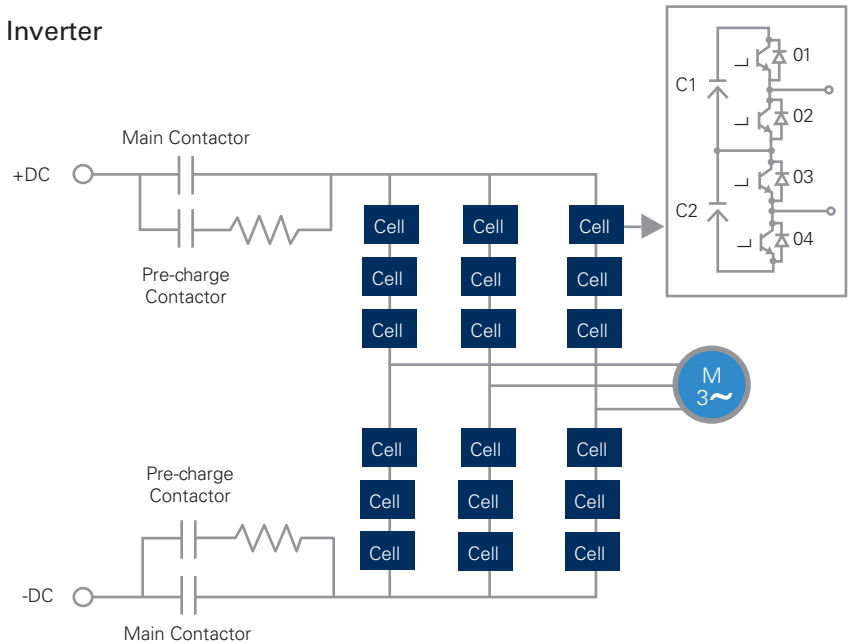 Inverter
Main Contactor
+DC
Pre-charge
Contactor
C1
01
02
C2
03
04
Cell Cell Cell
Cell Cell Cell
Cell Cell Cell
M
3~
Cell Cell Cell
Cell Cell Cell
Cell Cell Cell
Pre-charge
Contactor
-DC
Main Contactor